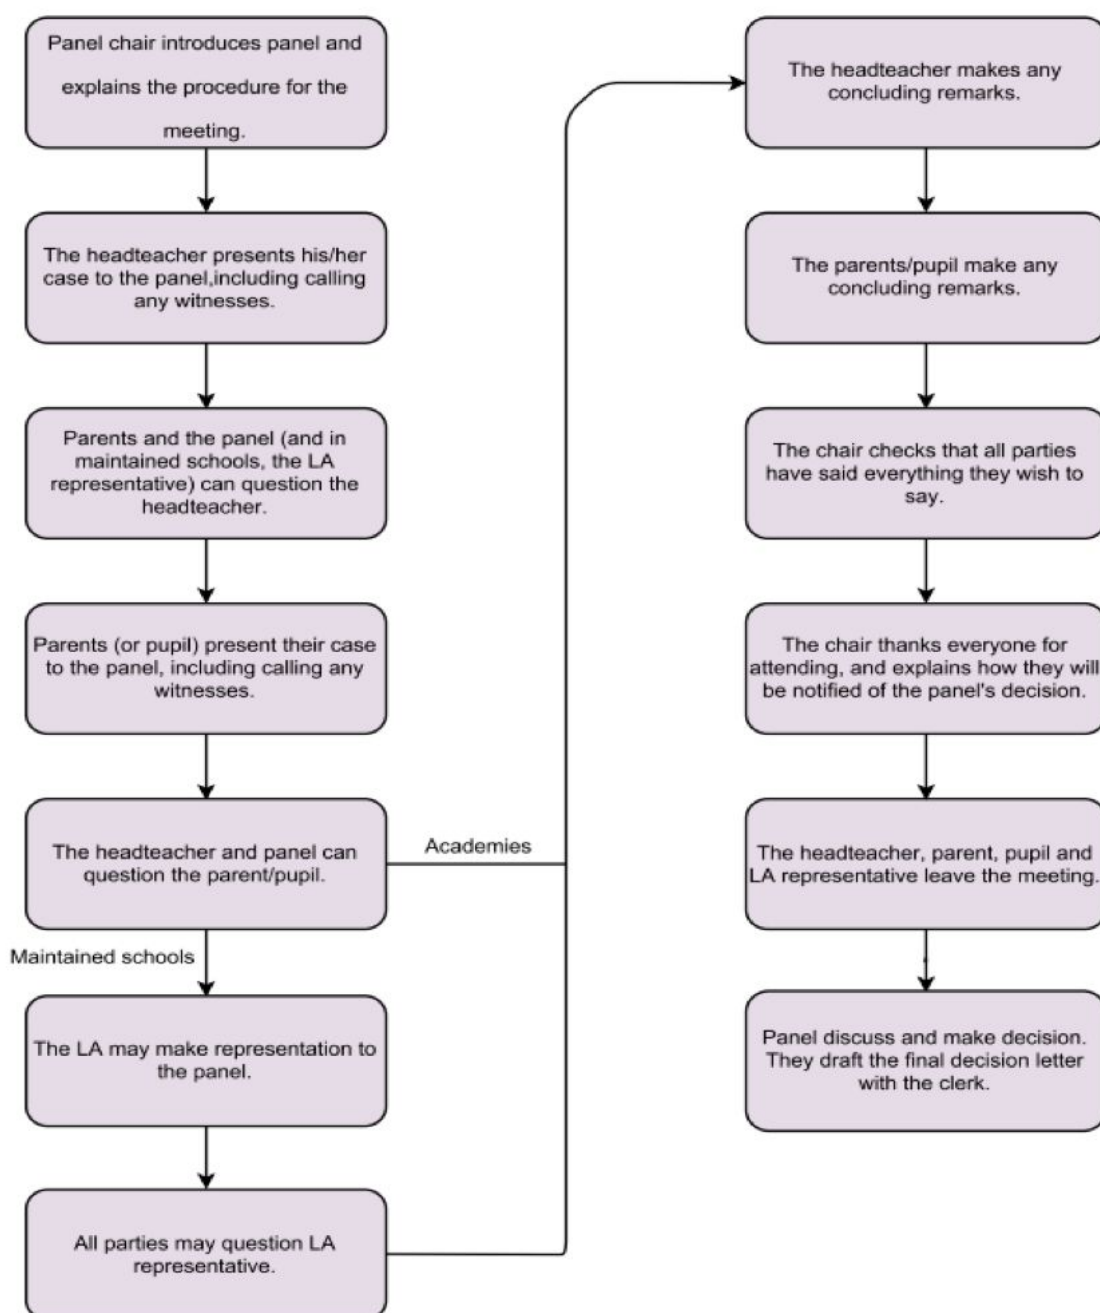 Panel chair introduces panel and
explains the procedure for the
meeting.
The headteacher presents his/her
case to the panel,including calling
any witnesses.
Parents and the panel (and in
maintained schools, the LA
representative) can question the
headteacher.
Parents (or pupil) present their case
to the panel, including calling any
witnesses.
The headteacher and panel can
question the parent/pupil.
Academies
Maintained schools
The LA may make representation to
the panel.
All parties may question LA
representative.
The headteacher makes any
concluding remarks.
The parents/pupil make any
concluding remarks.
The chair checks that all parties
have said everything they wish to
say.
The chair thanks everyone for
attending, and explains how they will
be notified of the panel's decision.
The headteacher, parent, pupil and
LA representative leave the meeting.
Panel discuss and make decision.
They draft the final decision letter
with the clerk.